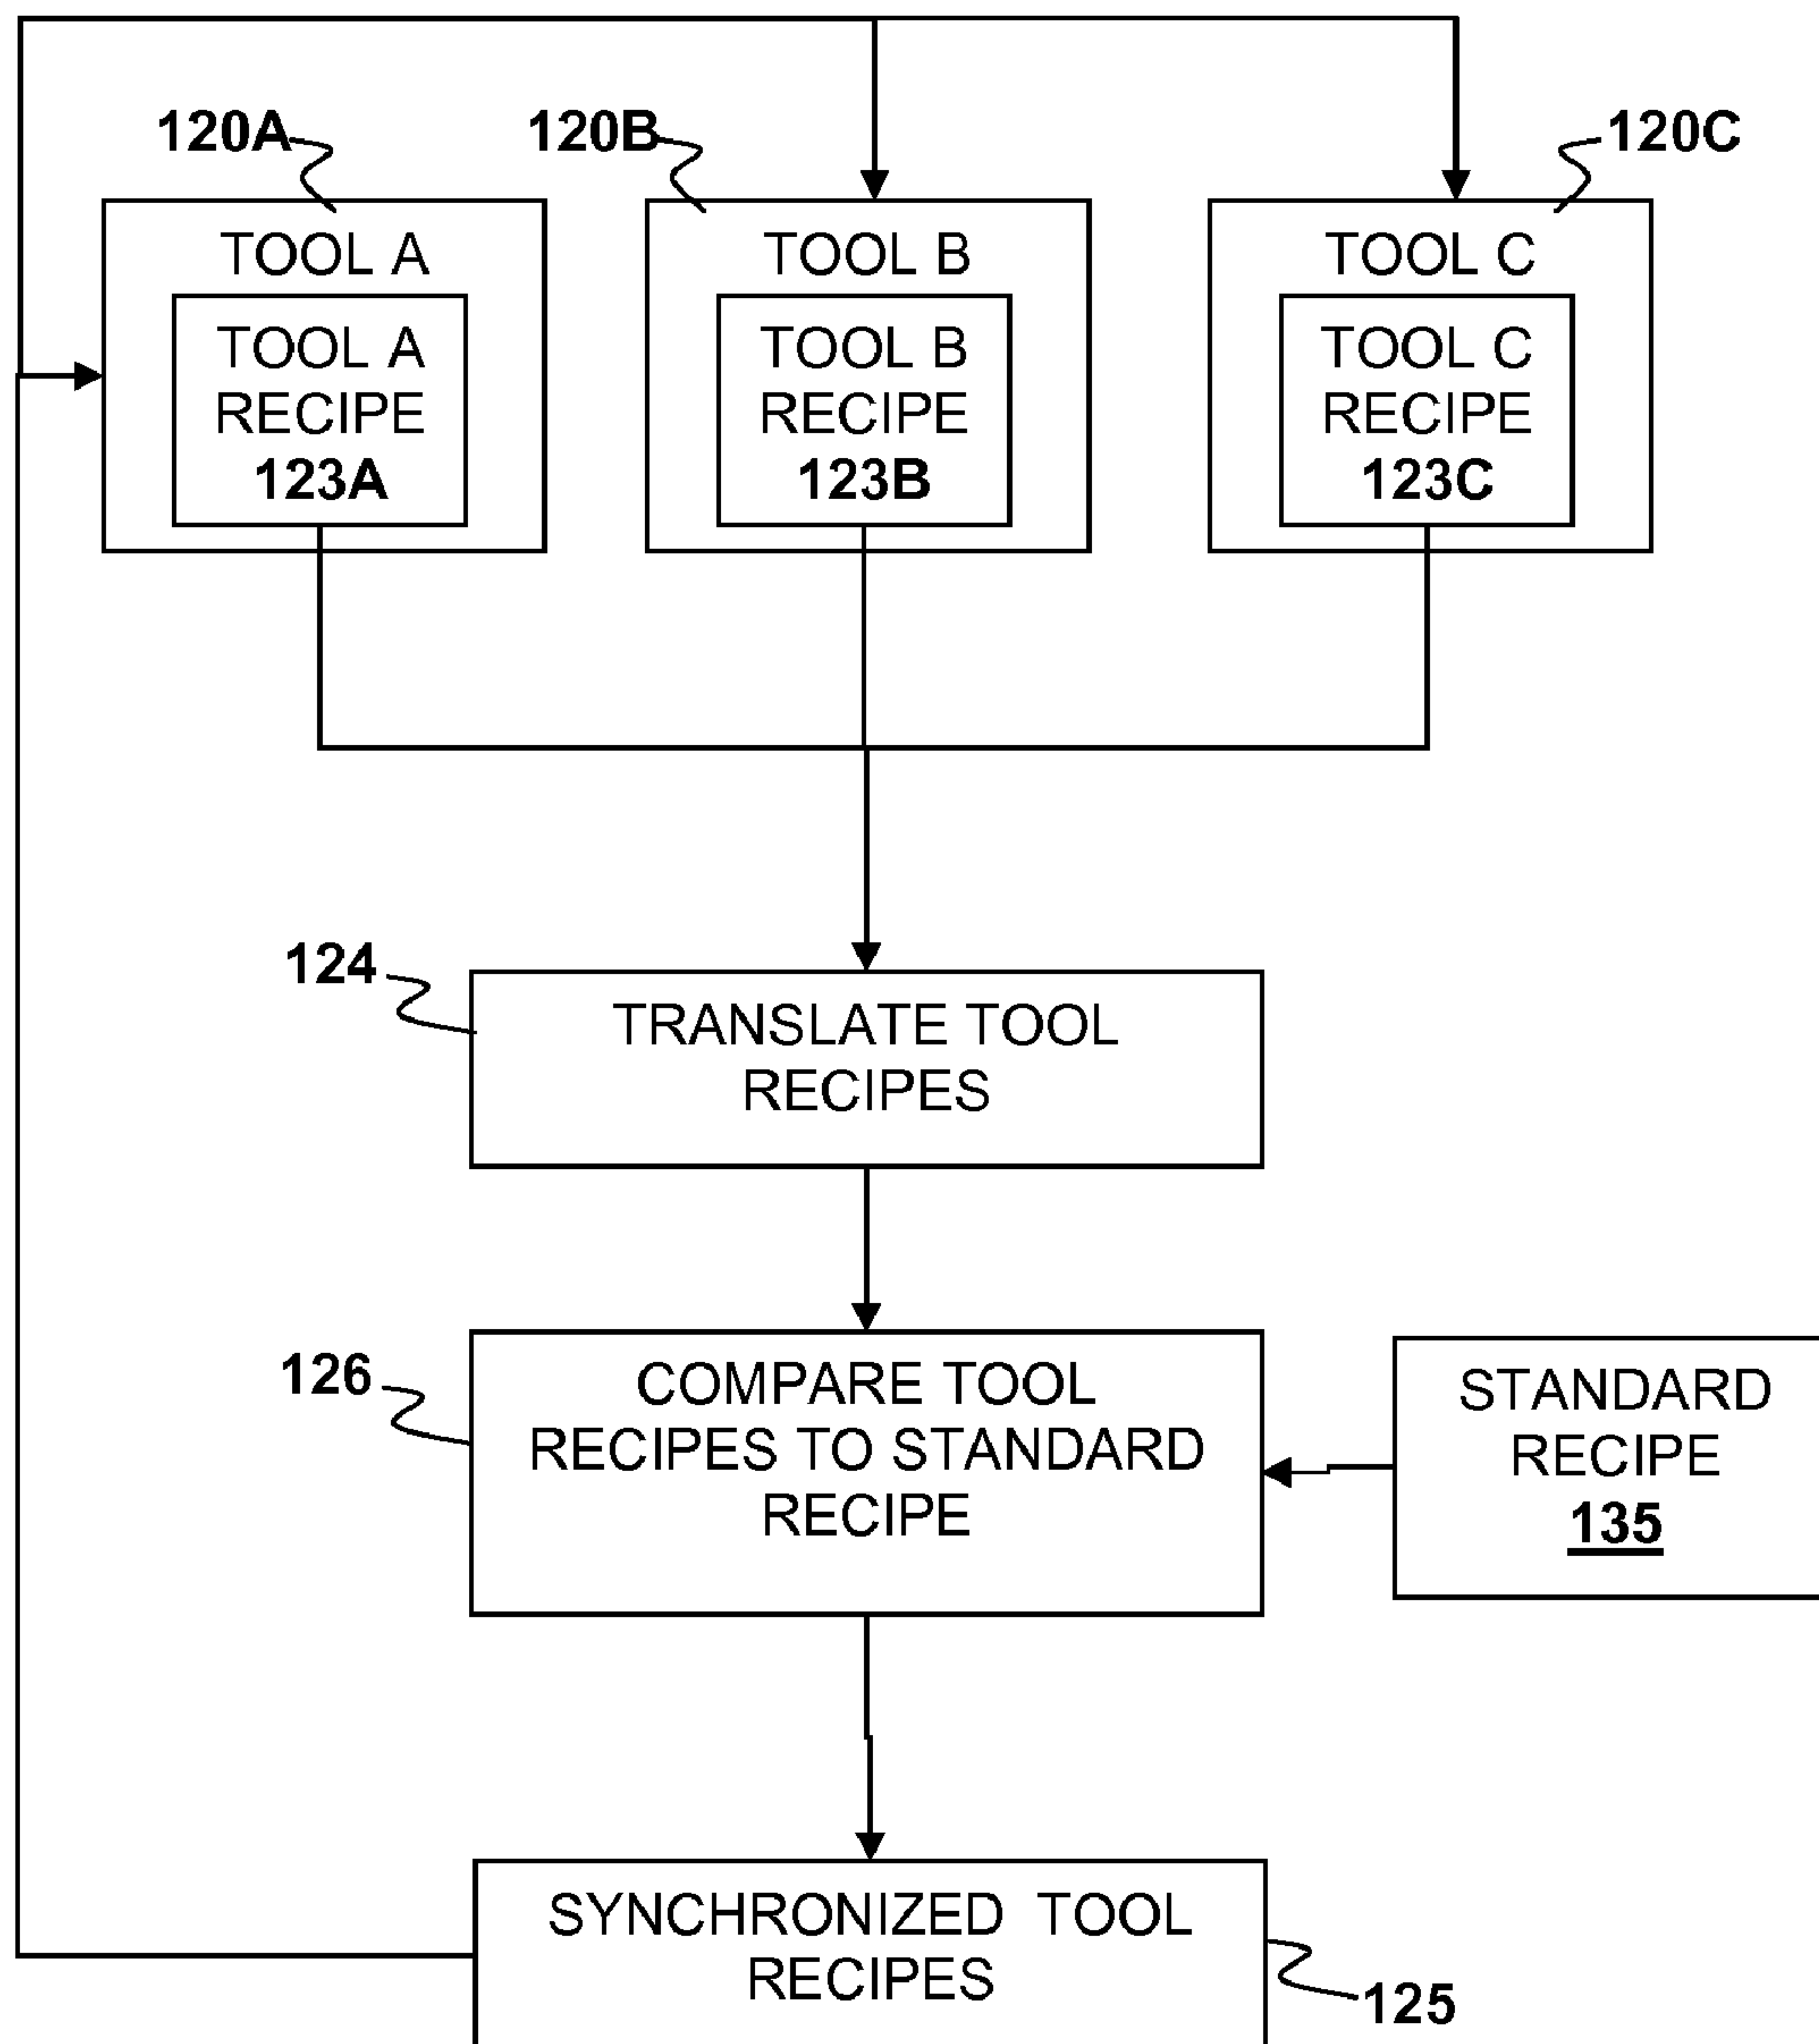 120A
120B
120C
TOOL A
TOOL B
TOOL C
TOOL A
RECIPE
123A
TOOL B
RECIPE
123B
TOOL C
RECIPE
123C
124
TRANSLATE TOOL
RECIPES
126
COMPARE TOOL
RECIPES TO STANDARD
RECIPE
STANDARD
RECIPE
135
SYNCHRONIZED TOOL
RECIPES
125